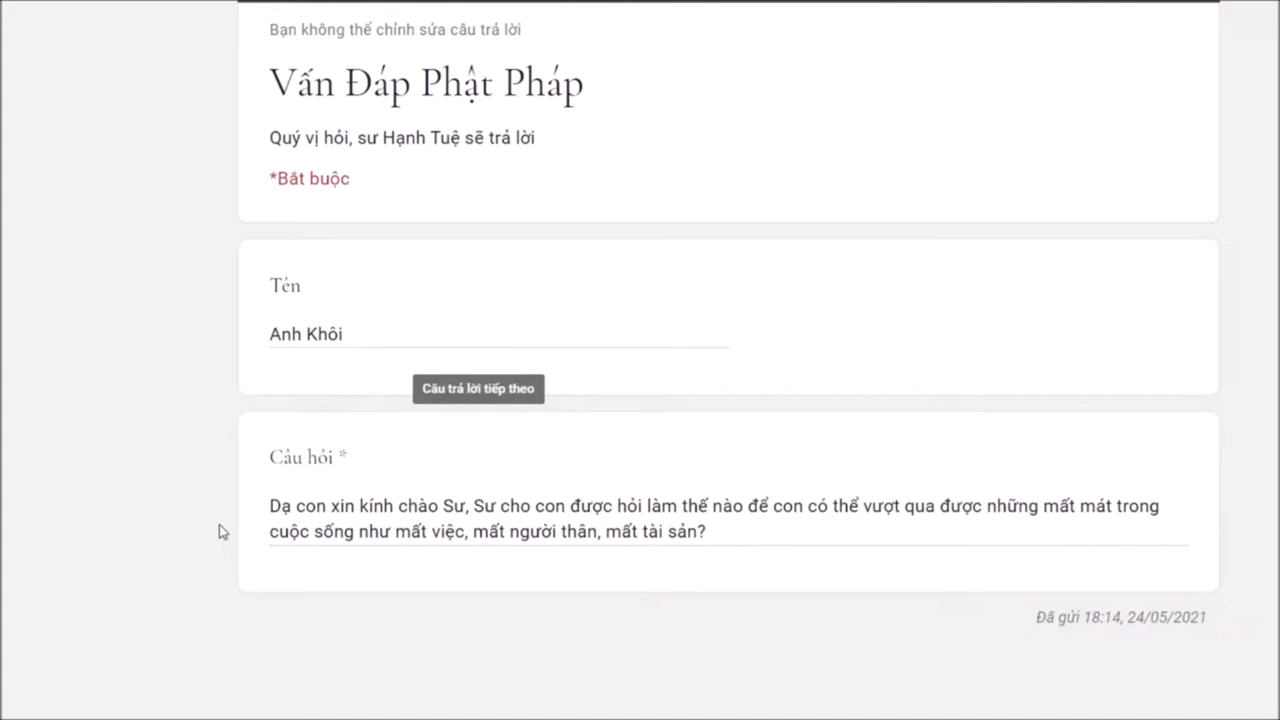 Bạn không thể chỉnh sửa câu trả lời
Vấn Đáp Phật Pháp
Quý vị hỏi, sư Hạnh Tuệ sẽ trả lời
*Bắt buộc
Tên
Anh Khôi
Câu trả lời tiếp theo
Câu hỏi *
Dạ con xin kính chào Sư, Sư cho con được hỏi làm thế nào để con có thể vượt qua được những mất mát trong
cuộc sống như mất việc, mất người thân, mất tài sản?
Đã gửi 18:14, 24/05/2021